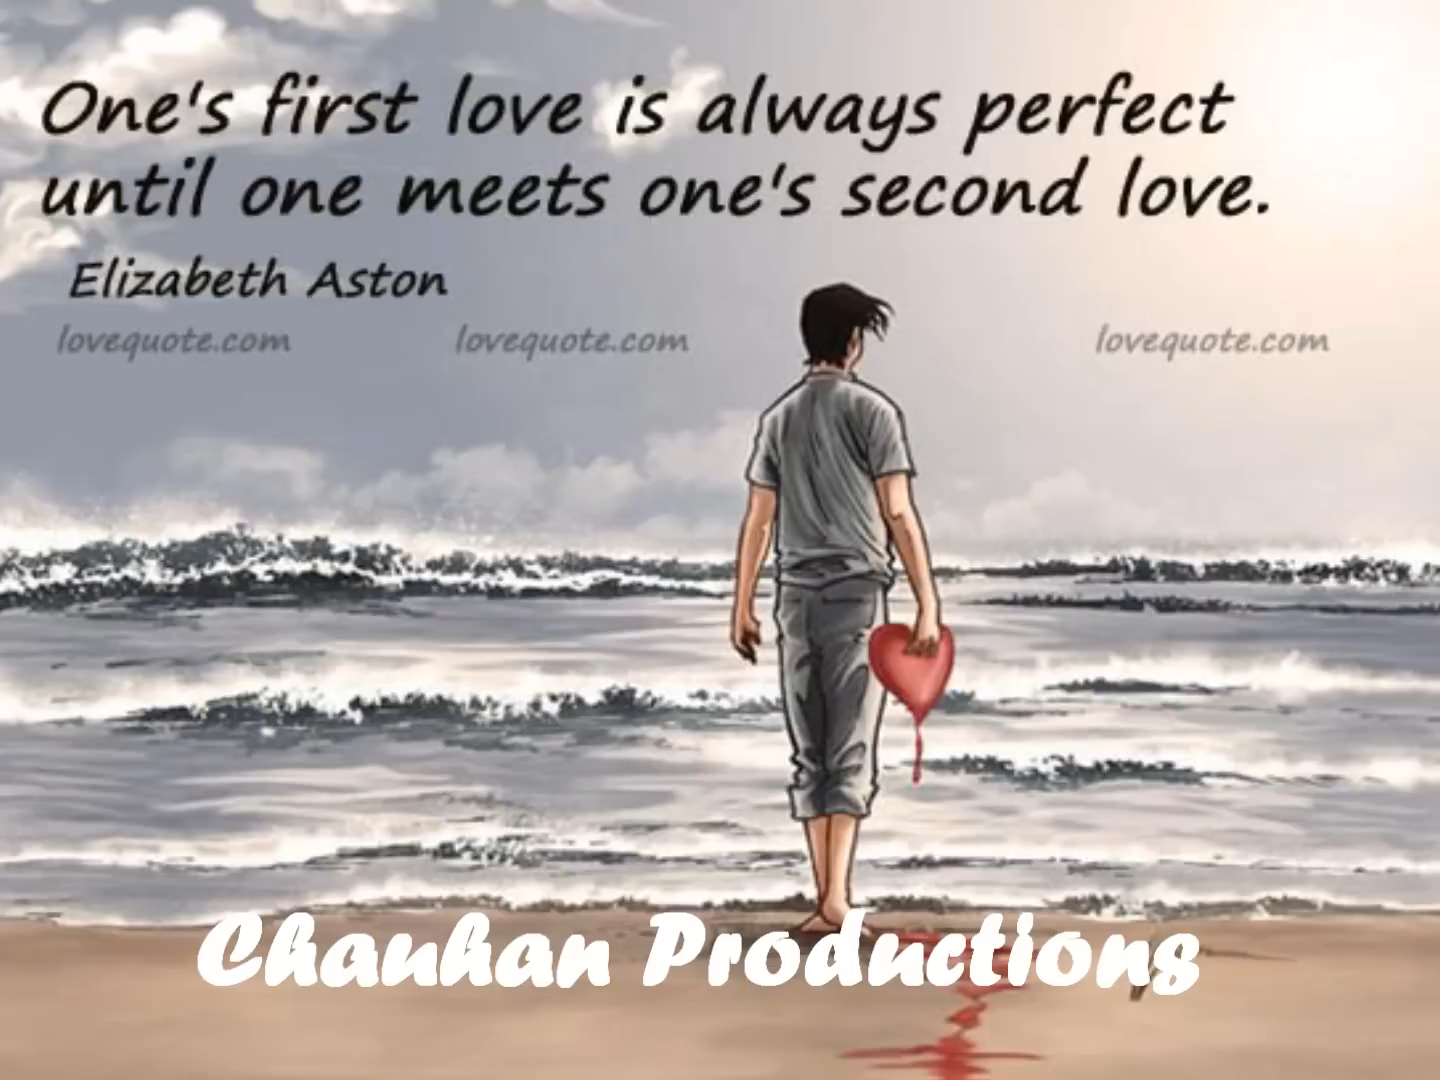 One's first love is always perfect
until one meets one's second love.
Elizabeth Aston
lovequote.com lovequote.com lovequote.com
Chauhan Productions